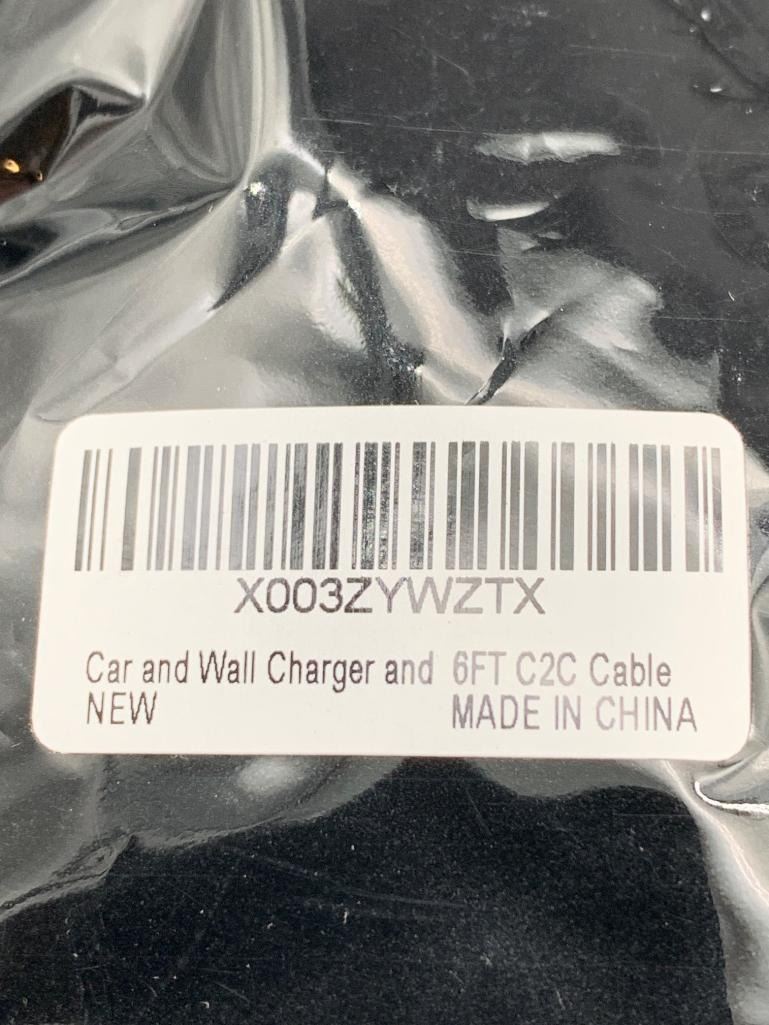 X003ZYWZTX
Car and Wall Charger and 6FT C2C Cable
NEW MADE IN CHINA